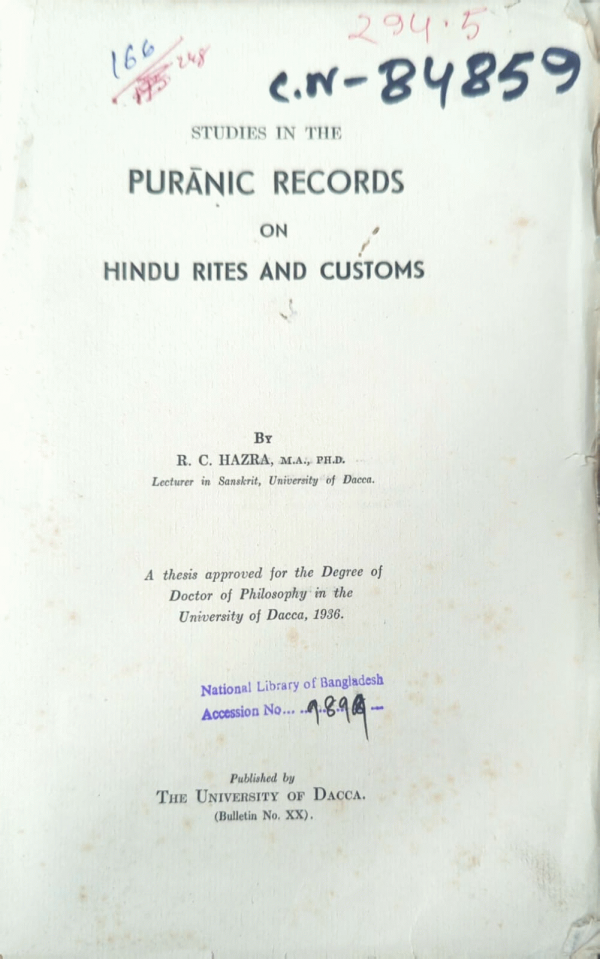 294.5
166
248
C.N-84859
STUDIES IN THE
PURĀNIC RECORDS
ON
HINDU RITES AND CUSTOMS
BY
R. C. HAZRA, M.A., PH.D.
Lecturer in Sanskrit, University of Dacca.
A thesis approved for the Degree of
Doctor of Philosophy in the
University of Dacca, 1936.
National Library of Bangladesh
Accession No...
Published by
THE UNIVERSITY OF DACCA.
(Bulletin No. XX).